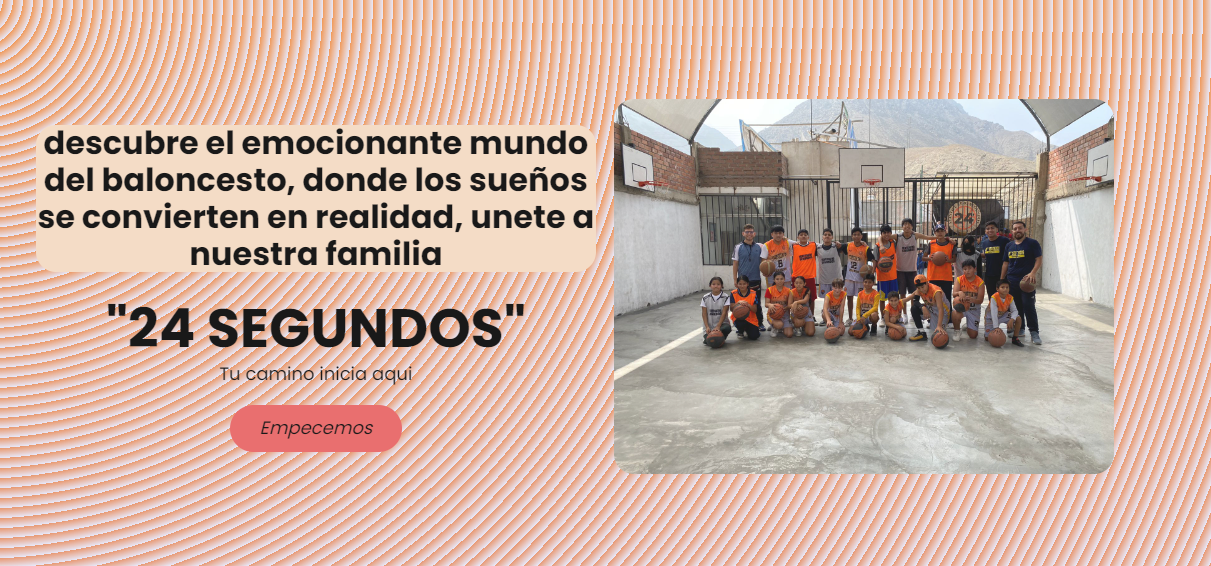 descubre el emocionante mundo
del baloncesto, donde los sueños
se convierten en realidad, unete a
nuestra familia
"24 SEGUNDOS"
Tu camino inicia aquí
Empecemos
24